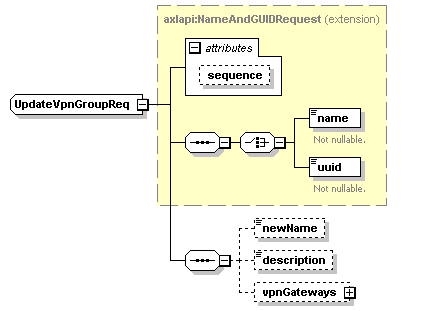 axlapi:NameAndGUIDRequest (extension)
attributes
sequence
UpdateVpnGroupReq
name
Not nullable.
uuid
Not nullable.
newName
description
vpnGateways